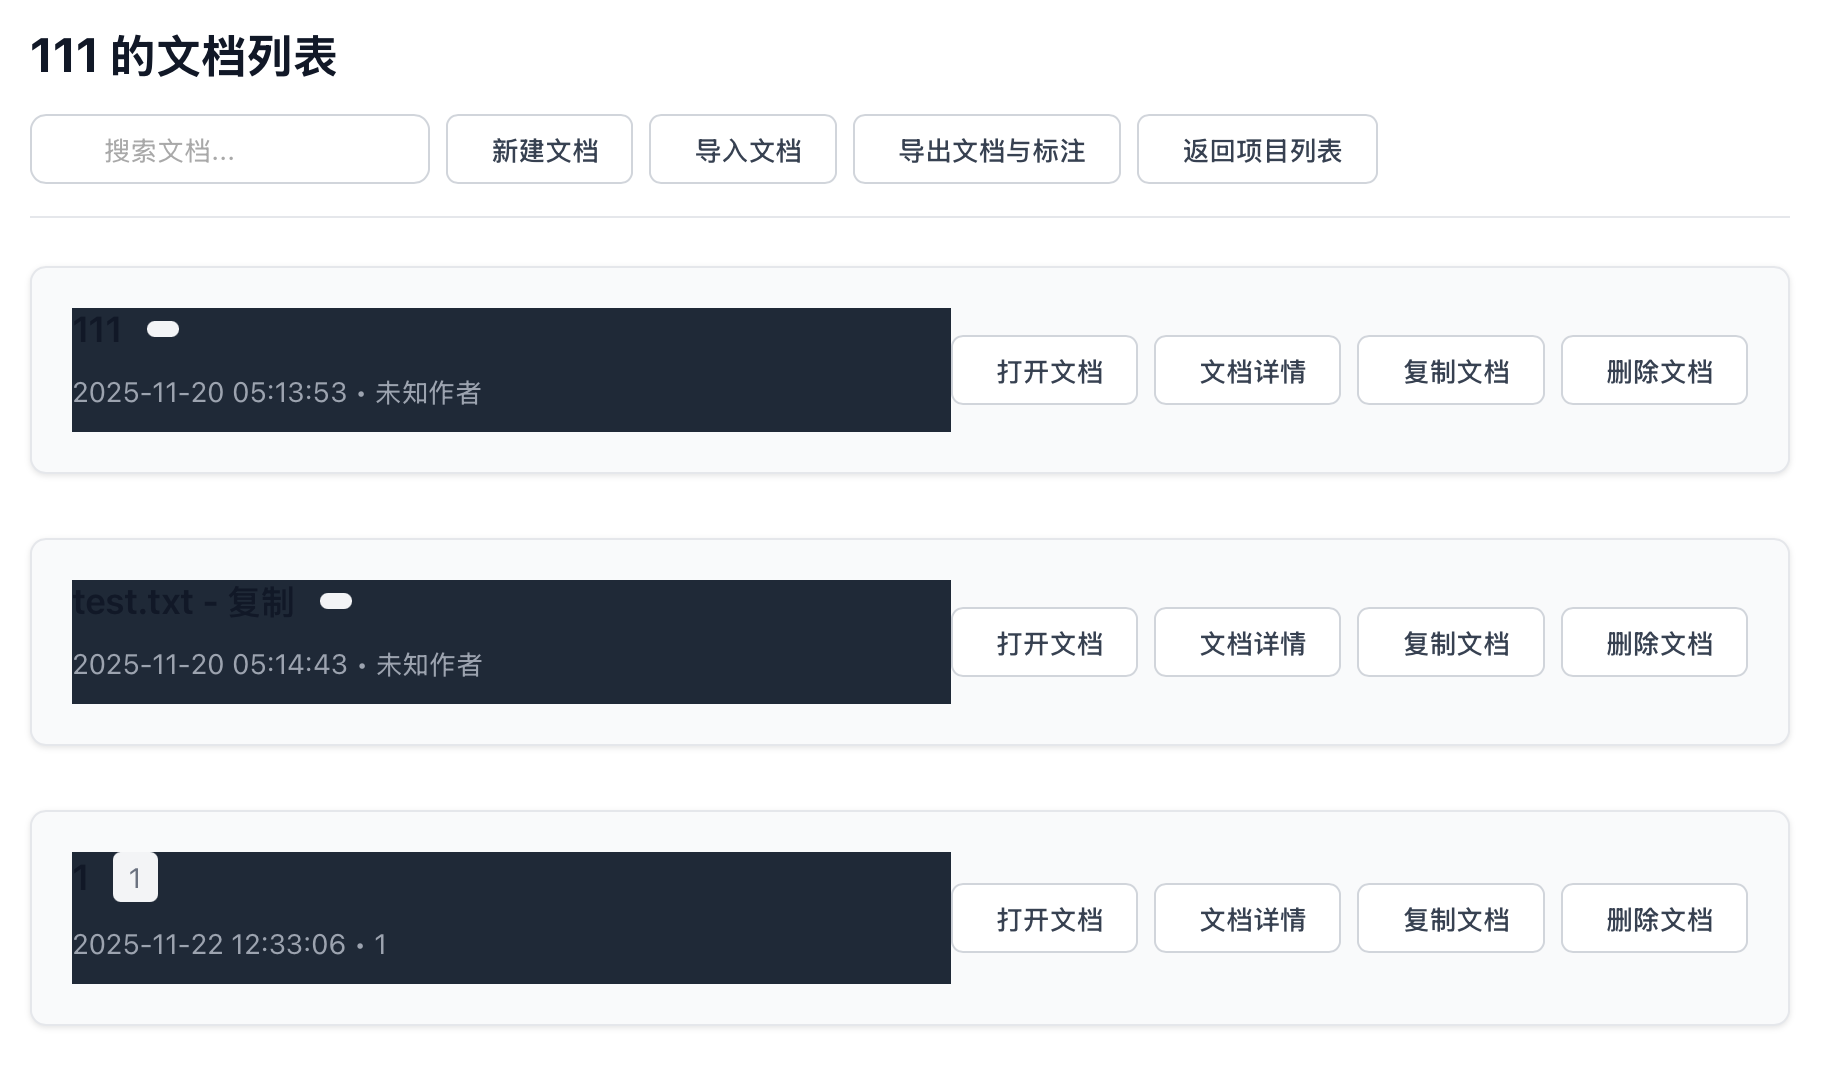 111 的文档列表
搜索文档... 新建文档 导入文档 导出文档与标注 返回项目列表
111
2025-11-20 05:13:53 • 未知作者
打开文档 文档详情 复制文档 删除文档
test.txt - 复制
2025-11-20 05:14:43 • 未知作者
打开文档 文档详情 复制文档 删除文档
1 1
2025-11-22 12:33:06 • 1
打开文档 文档详情 复制文档 删除文档